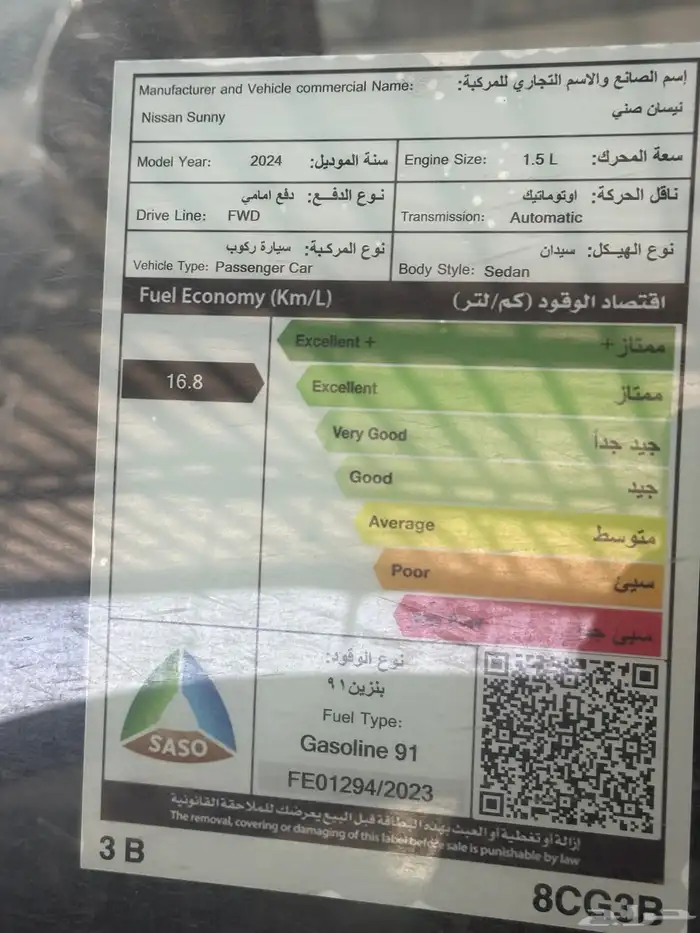 Manufacturer and Vehicle commercial Name: إسم الصانع والاسم التجاري للمركبة:
Nissan Sunny نيسان صني
Model Year: 2024 سنة الموديل: Engine Size: 1.5 L سعة المحرك:
نوع الدفع: دفع امامي ناقل الحركة: اوتوماتيك
Drive Line: FWD Transmission: Automatic
نوع المركبة: سيارة ركوب نوع الهيكل: سيدان
Vehicle Type: Passenger Car Body Style: Sedan
Fuel Economy (Km/L) اقتصاد الوقود (كم/لتر)
Excellent + ممتاز +
16.8 Excellent ممتاز
Very Good جيد جداً
Good جيد
Average متوسط
Poor سيئ
سيئ
نوع الوقود:
بنزين ٩١
Fuel Type:
Gasoline 91
SASO
FE01294/2023
إزالة أو تغطية أو العبث بهذه البطاقة قبل البيع يعرضك للملاحقة القانونية
The removal, covering or damaging of this label before sale is punishable by law
3 B
8CG3B
حراج